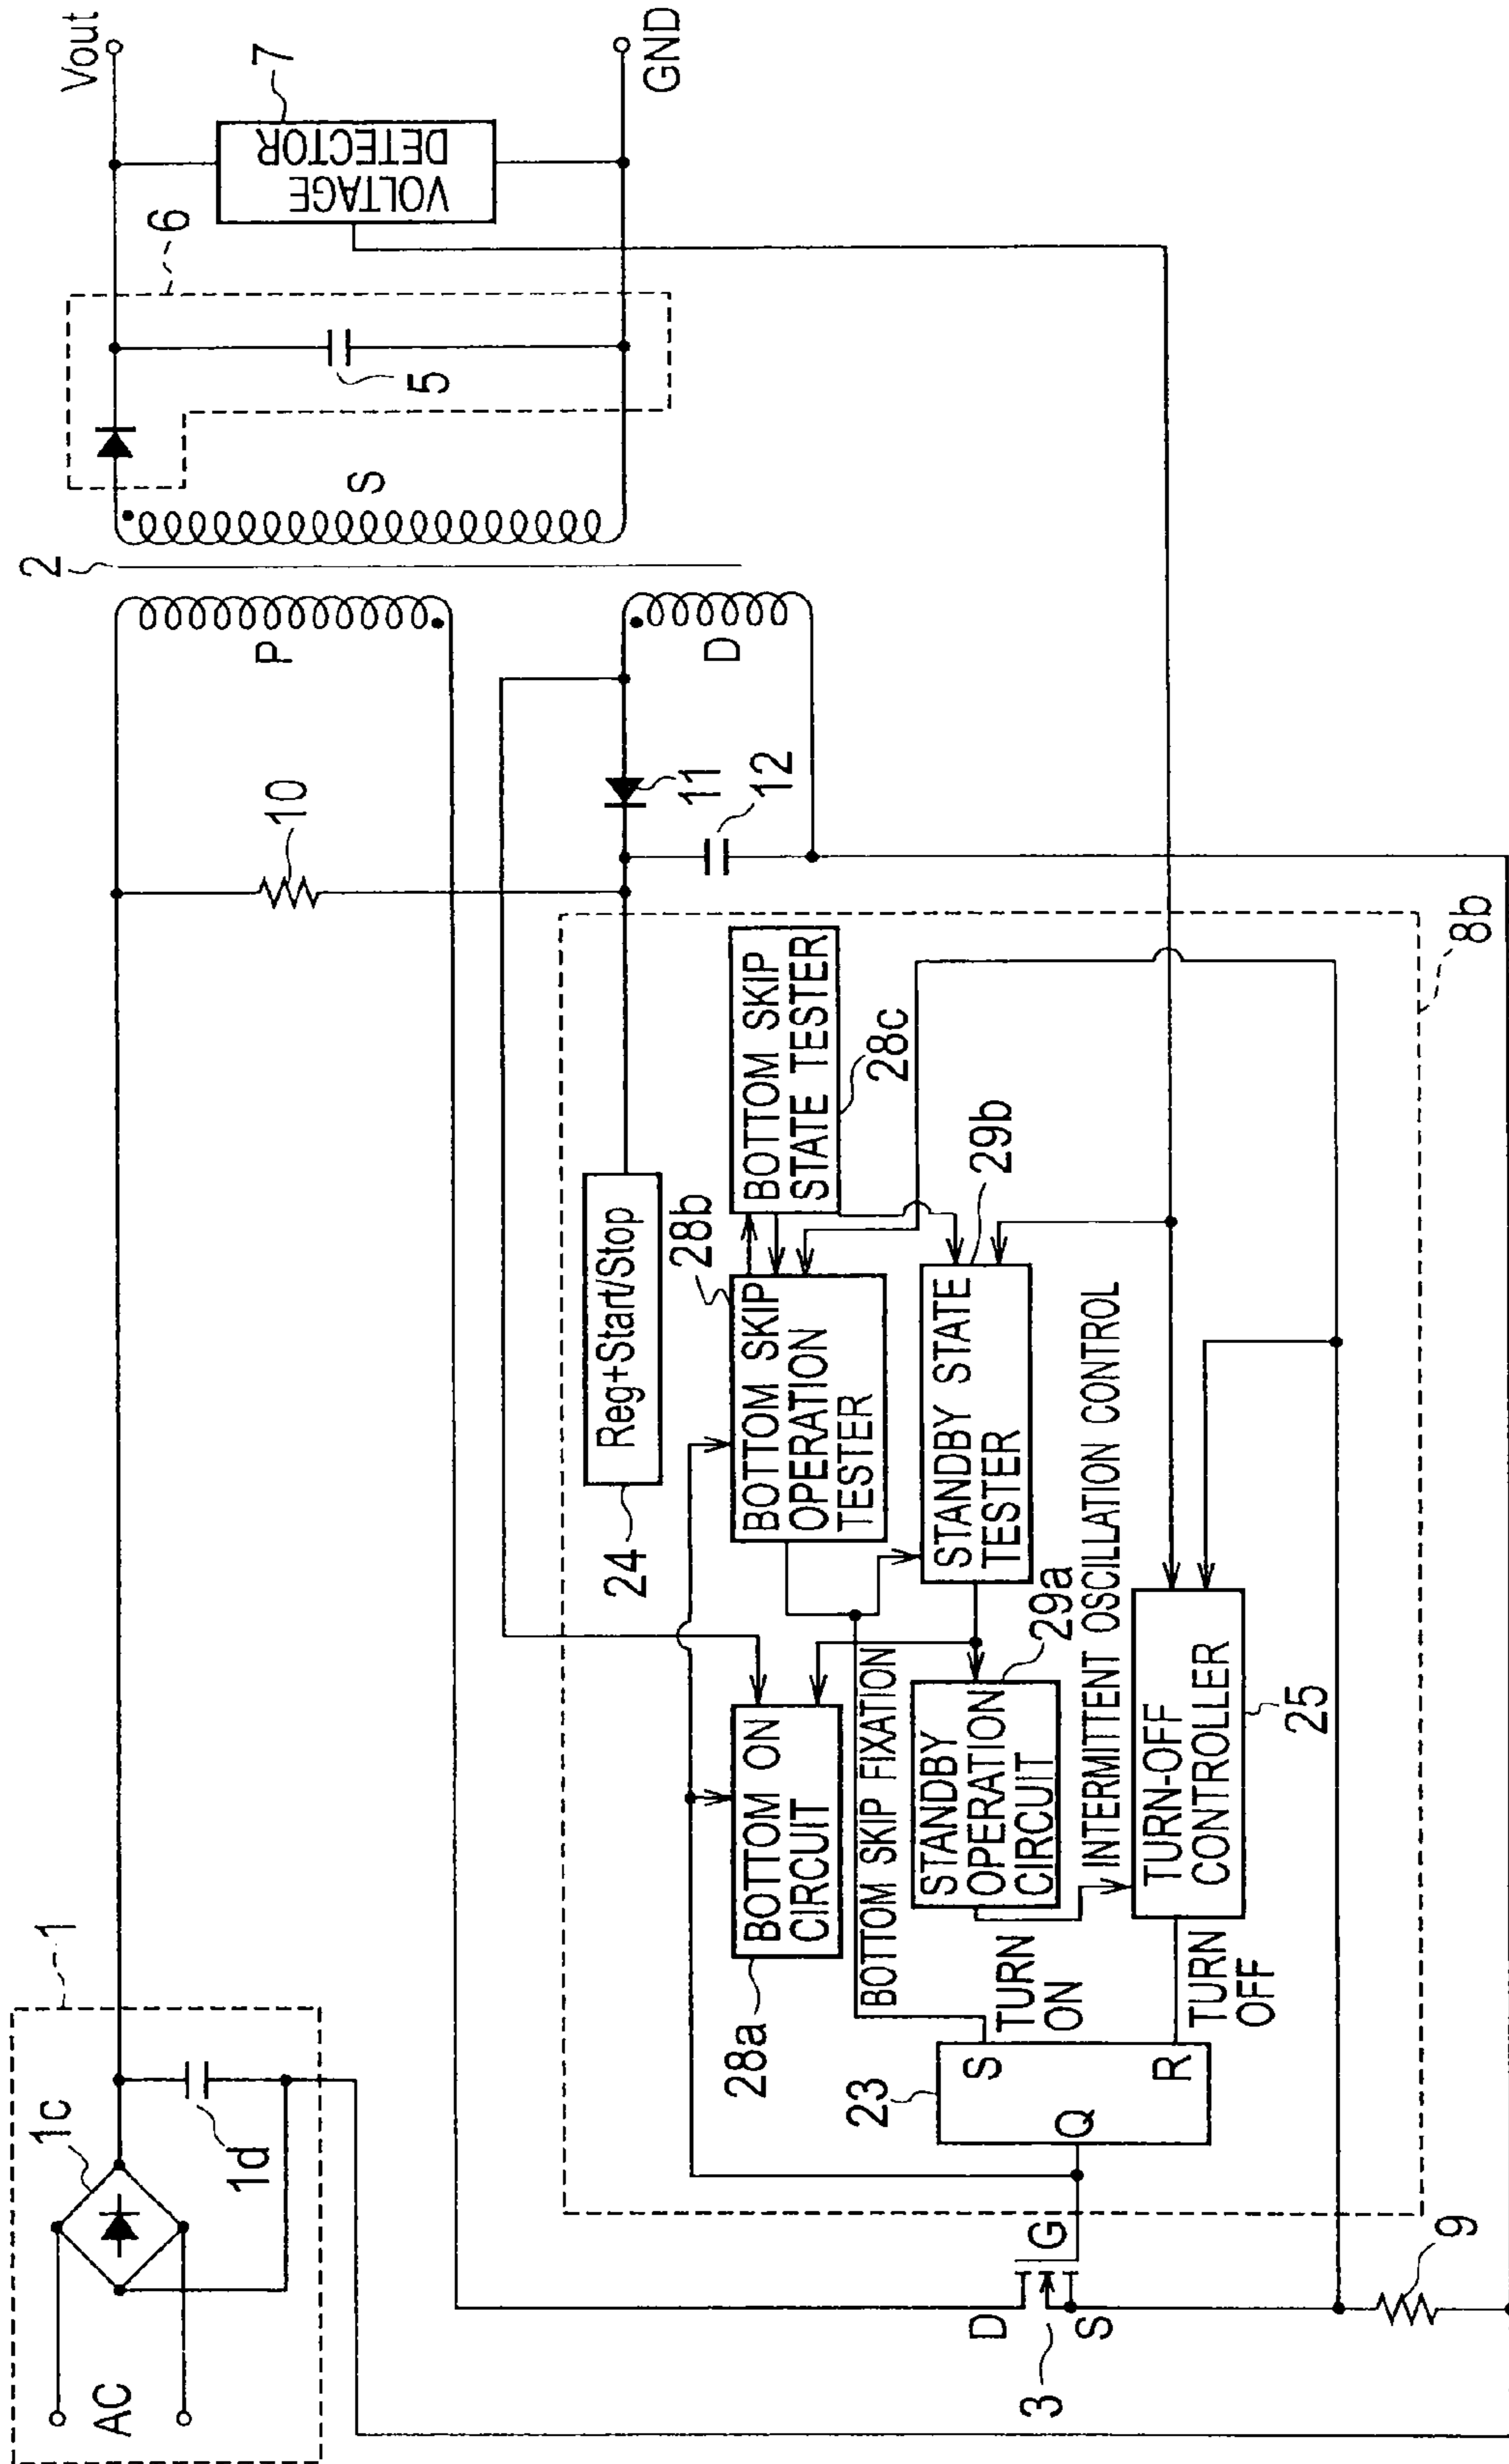 1
AC
1c
1d
10
2
P
S
6
5
VOLTAGE
DETECTOR
7
Vout
GND
D
11
12
24
Reg+Start/Stop
28a
BOTTOM ON
CIRCUIT
28b
BOTTOM SKIP
OPERATION
TESTER
BOTTOM SKIP
STATE TESTER
28c
BOTTOM SKIP FIXATION
STANDBY STATE
TESTER
29b
STANDBY
OPERATION
CIRCUIT
29a
INTERMITTENT OSCILLATION CONTROL
TURN
ON
TURN-OFF
CONTROLLER
25
TURN
OFF
23
S
Q
R
D
G
S
3
9
8b